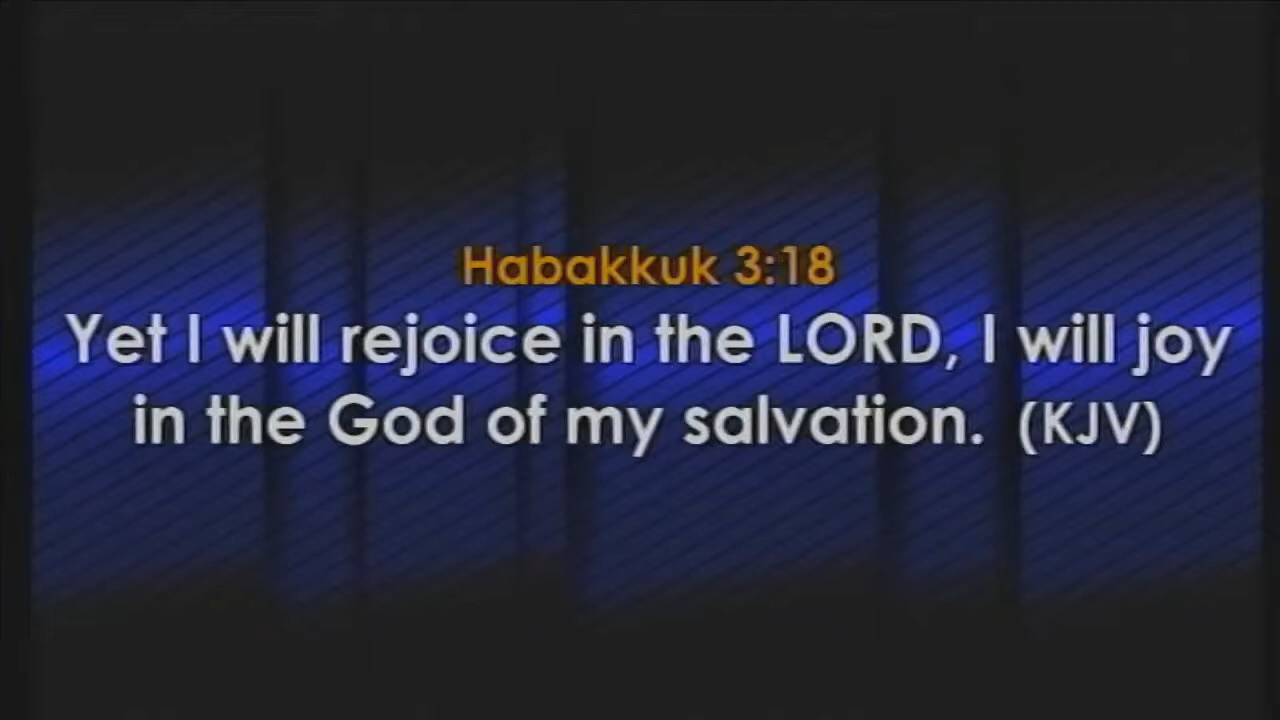 Habakkuk 3:18
Yet I will rejoice in the LORD, I will joy
in the God of my salvation. (KJV)